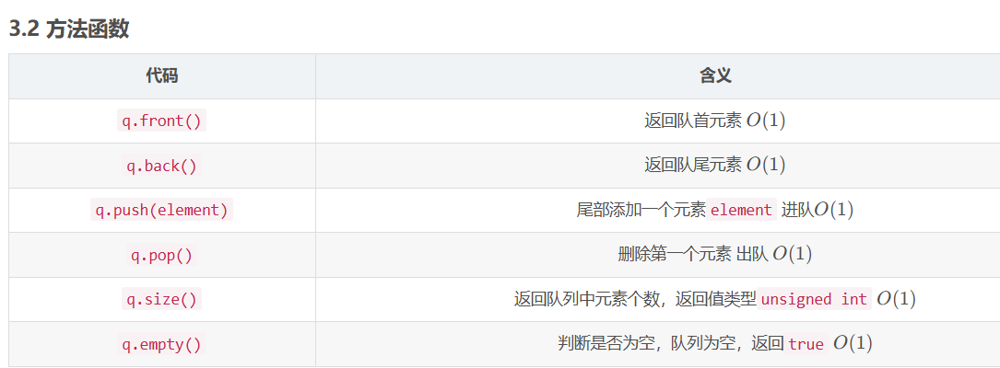 3.2 方法函数
代码 含义
q.front() 返回队首元素 O(1)
q.back() 返回队尾元素 O(1)
q.push(element) 尾部添加一个元素 element 进队O(1)
q.pop() 删除第一个元素 出队 O(1)
q.size() 返回队列中元素个数，返回值类型 unsigned int O(1)
q.empty() 判断是否为空，队列为空，返回 true O(1)